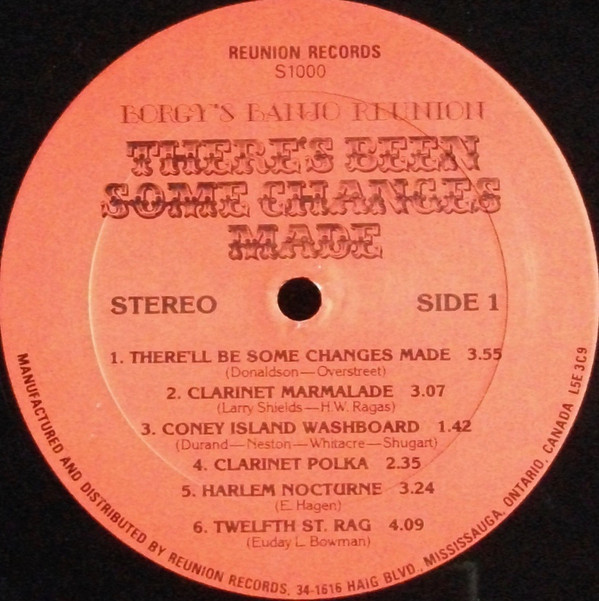 REUNION RECORDS
S1000
BORGY'S BANJO REUNION
THERE'S BEEN
SOME CHANGES
MADE
STEREO
SIDE 1
1. THERE'LL BE SOME CHANGES MADE 3.55
(Donaldson—Overstreet)
2. CLARINET MARMALADE 3.07
(Larry Shields—H.W. Ragas)
3. CONEY ISLAND WASHBOARD 1.42
(Durand—Neston—Whitacre—Shugart)
4. CLARINET POLKA 2.35
5. HARLEM NOCTURNE 3.24
(E. Hagen)
6. TWELFTH ST. RAG 4.09
(Euday L. Bowman)
MANUFACTURED AND DISTRIBUTED BY REUNION RECORDS, 34-1616 HAIG BLVD., MISSISSAUGA, ONTARIO, CANADA L5E 3C9